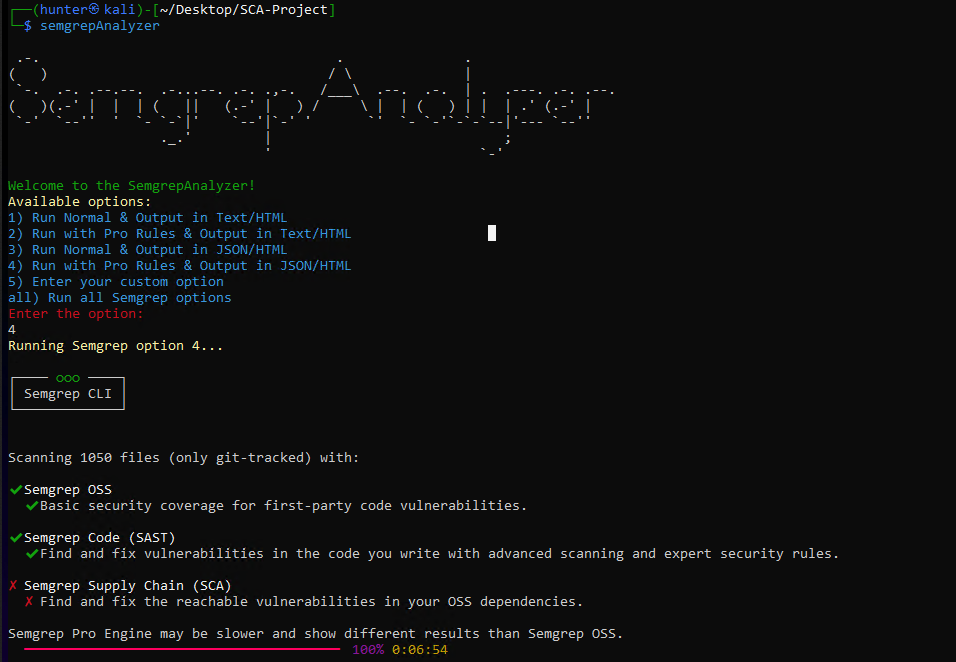 ┌──(hunter㉿kali)-[~/Desktop/SCA-Project]
└─$ semgrepAnalyzer
SemgrepAnalyzer
Welcome to the SemgrepAnalyzer!
Available options:
1) Run Normal & Output in Text/HTML
2) Run with Pro Rules & Output in Text/HTML
3) Run Normal & Output in JSON/HTML
4) Run with Pro Rules & Output in JSON/HTML
5) Enter your custom option
all) Run all Semgrep options
Enter the option:
4
Running Semgrep option 4...
┌──── ○○○ ────┐
│ Semgrep CLI │
└─────────────┘
Scanning 1050 files (only git-tracked) with:
✔ Semgrep OSS
✔ Basic security coverage for first-party code vulnerabilities.
✔ Semgrep Code (SAST)
✔ Find and fix vulnerabilities in the code you write with advanced scanning and expert security rules.
✘ Semgrep Supply Chain (SCA)
✘ Find and fix the reachable vulnerabilities in your OSS dependencies.
Semgrep Pro Engine may be slower and show different results than Semgrep OSS.
100% 0:06:54